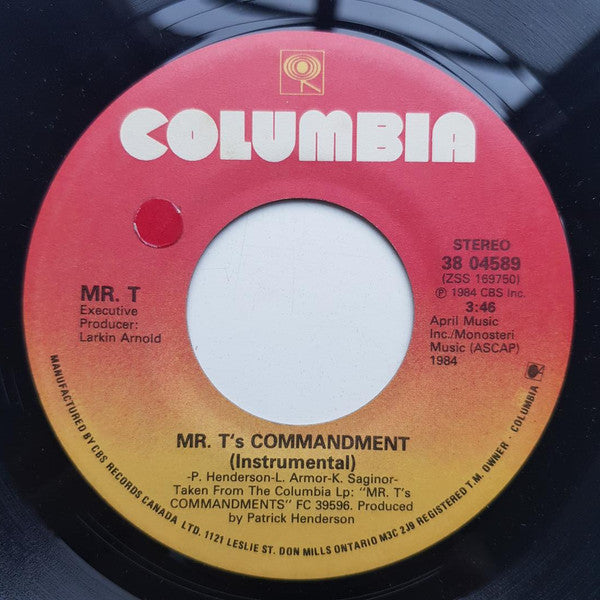 COLUMBIA
STEREO
38 04589
(ZSS 169750)
℗ 1984 CBS Inc.
3:46
April Music
Inc./Monosteri
Music (ASCAP)
1984
MR. T
Executive
Producer:
Larkin Arnold
MR. T's COMMANDMENT
(Instrumental)
-P. Henderson-L. Armor-K. Saginor-
Taken From The Columbia Lp: "MR. T's
COMMANDMENTS" FC 39596. Produced
by Patrick Henderson
MANUFACTURED BY CBS RECORDS CANADA LTD. 1121 LESLIE ST. DON MILLS ONTARIO M3C 2J9 REGISTERED T.M. OWNER - COLUMBIA